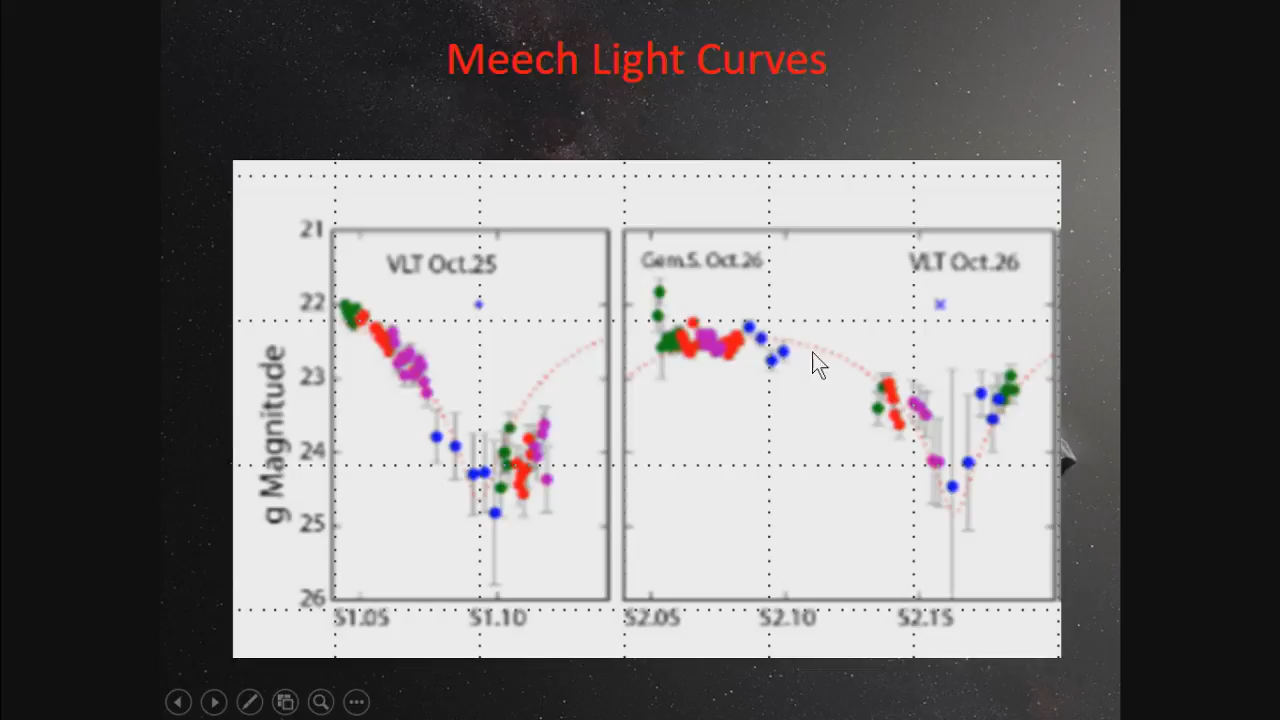 Meech Light Curves
21
VLT Oct.25
Gem.S. Oct.26
VLT Oct.26
22
23
24
25
26
g Magnitude
51.05
51.10
52.05
52.10
52.15